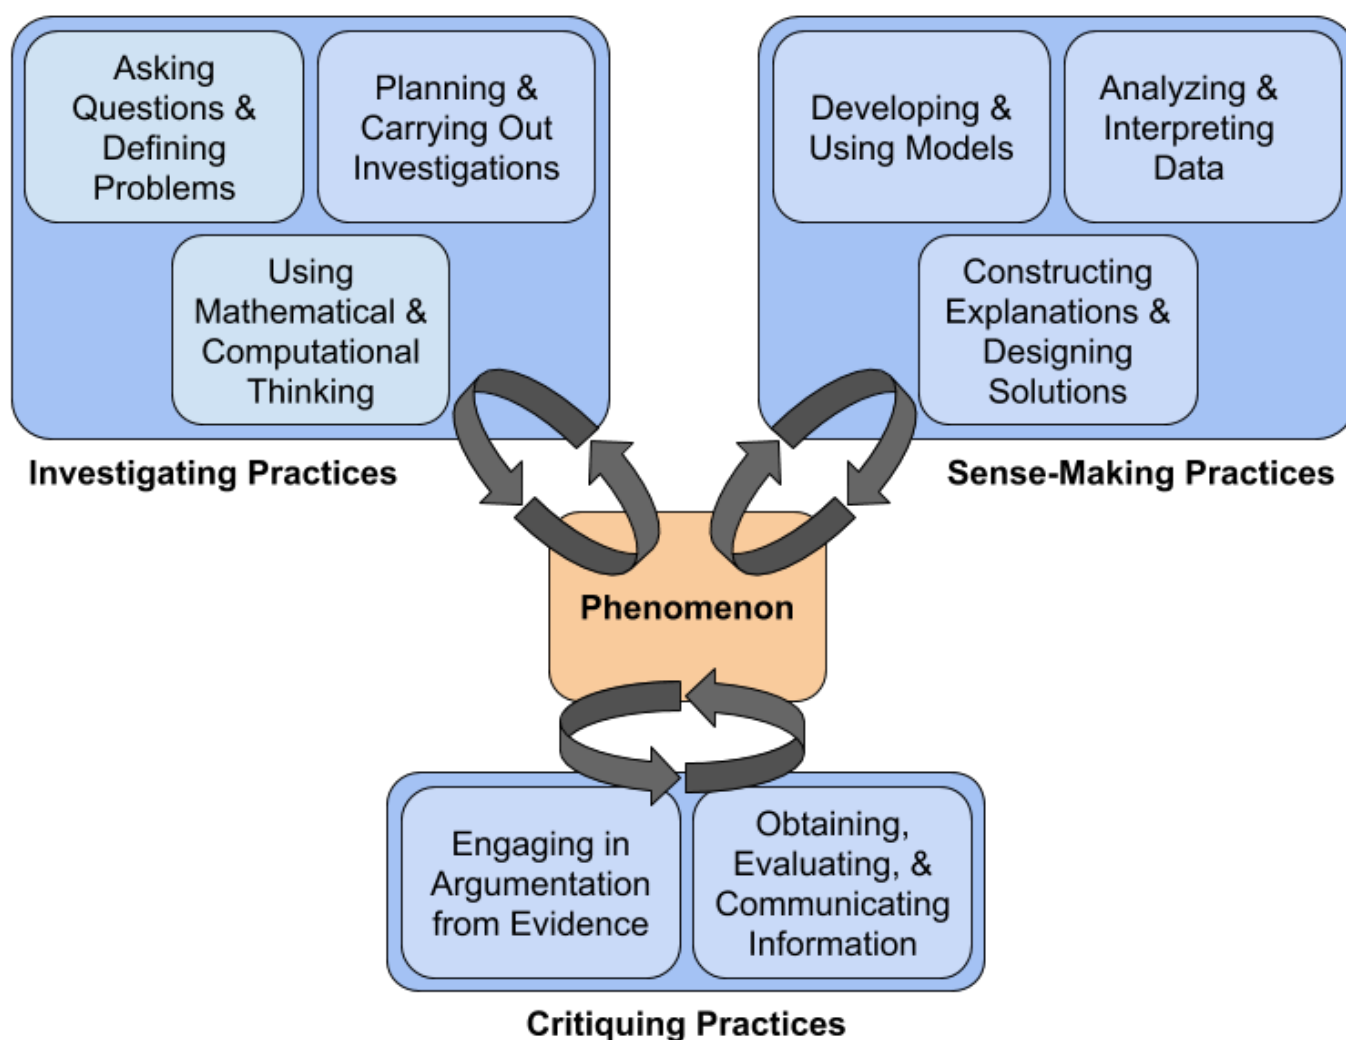 Asking
Questions &
Defining
Problems
Planning &
Carrying Out
Investigations
Using
Mathematical &
Computational
Thinking
Investigating Practices
Developing &
Using Models
Analyzing &
Interpreting
Data
Constructing
Explanations &
Designing
Solutions
Sense-Making Practices
Phenomenon
Engaging in
Argumentation
from Evidence
Obtaining,
Evaluating, &
Communicating
Information
Critiquing Practices